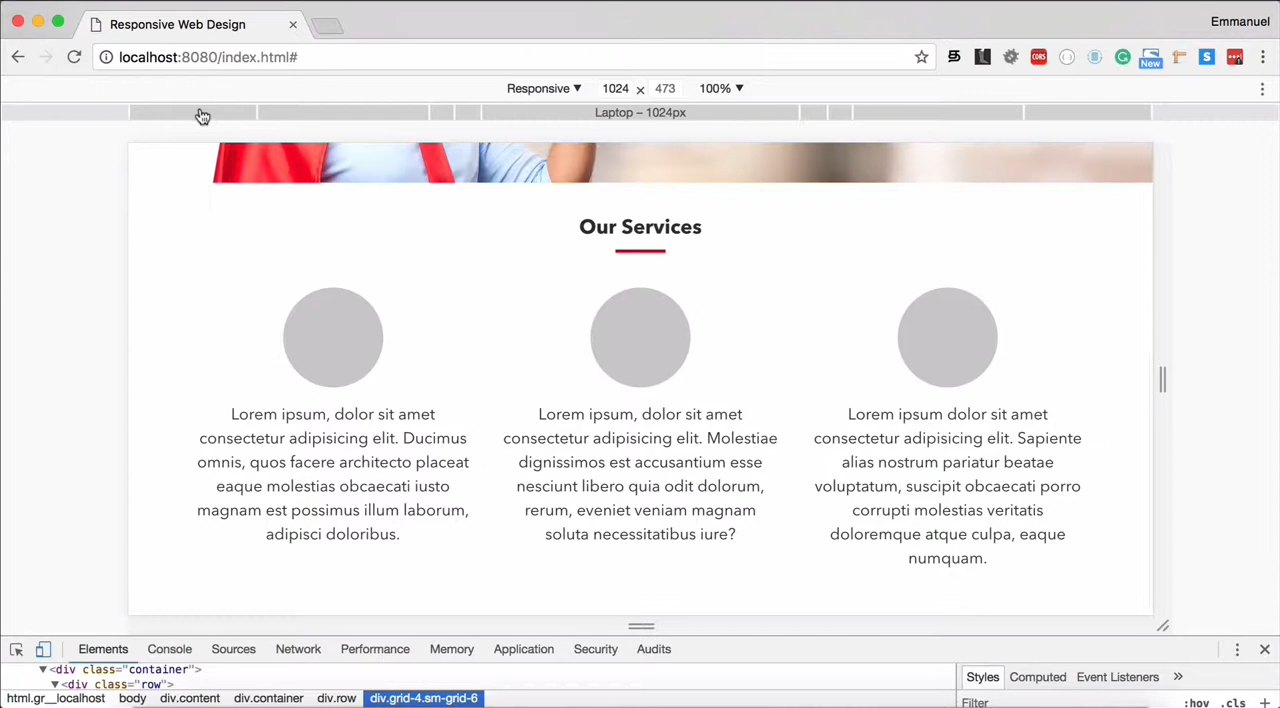 Responsive Web Design
Emmanuel
localhost:8080/index.html#
CORS
New
Responsive ▼ 1024 × 473 100% ▼
Laptop – 1024px
Our Services
Lorem ipsum, dolor sit amet
consectetur adipisicing elit. Ducimus
omnis, quos facere architecto placeat
eaque molestias obcaecati iusto
magnam est possimus illum laborum,
adipisci doloribus.
Lorem ipsum, dolor sit amet
consectetur adipisicing elit. Molestiae
dignissimos est accusantium esse
nesciunt libero quia odit dolorum,
rerum, eveniet veniam magnam
soluta necessitatibus iure?
Lorem ipsum dolor sit amet
consectetur adipisicing elit. Sapiente
alias nostrum pariatur beatae
voluptatum, suscipit obcaecati porro
corrupti molestias veritatis
doloremque atque culpa, eaque
numquam.
Elements Console Sources Network Performance Memory Application Security Audits
▼<div class="container">
▼<div class="row">
html.gr__localhost body div.content div.container div.row div.grid-4.sm-grid-6
Styles Computed Event Listeners »
Filter :hov .cls +